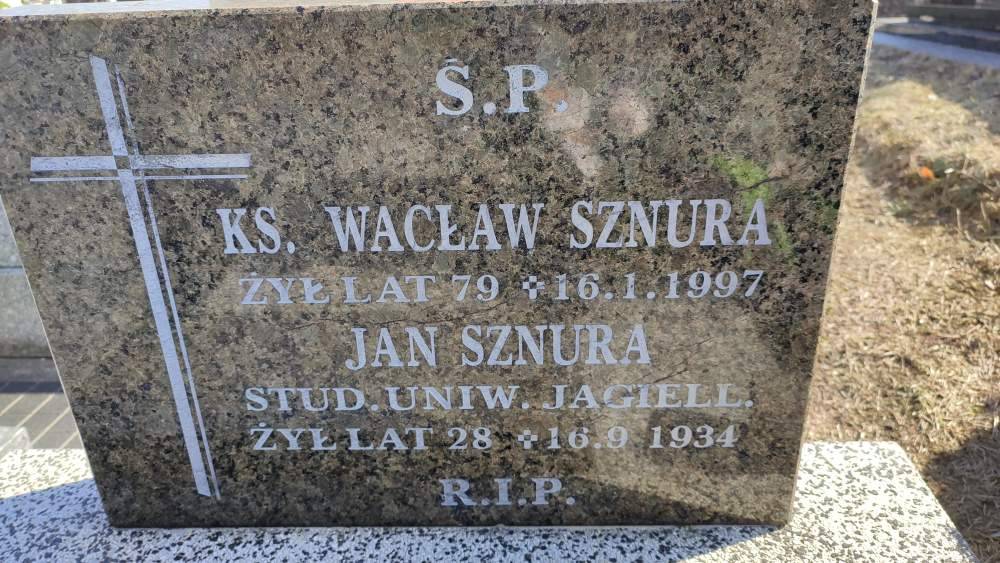 Ś.P.
KS. WACŁAW SZNURA
ŻYŁ LAT 79 ✝16.1.1997
JAN SZNURA
STUD.UNIW. JAGIELL.
ŻYŁ LAT 28 ✝16.9 1934
R.I.P.